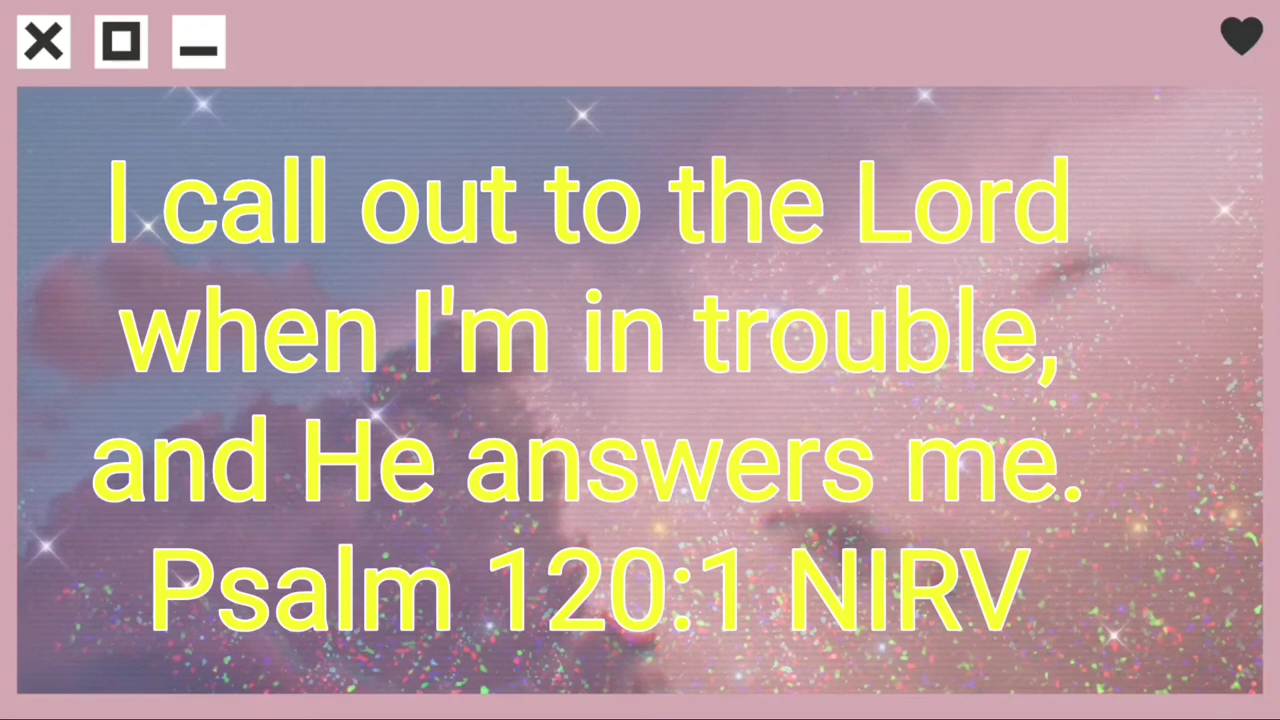 I call out to the Lord
when I'm in trouble,
and He answers me.
Psalm 120:1 NIRV